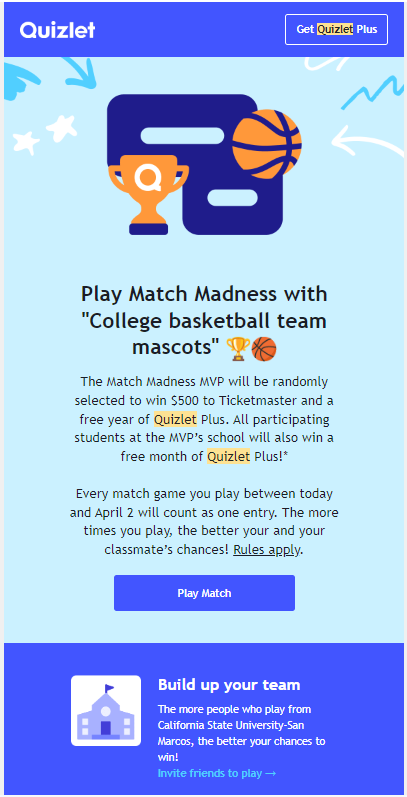 Quizlet
Get Quizlet Plus
Play Match Madness with
"College basketball team
mascots" 🏆🏀
The Match Madness MVP will be randomly
selected to win $500 to Ticketmaster and a
free year of Quizlet Plus. All participating
students at the MVP's school will also win a
free month of Quizlet Plus!*
Every match game you play between today
and April 2 will count as one entry. The more
times you play, the better your and your
classmate's chances! Rules apply.
Play Match
Build up your team
The more people who play from
California State University-San
Marcos, the better your chances to
win!
Invite friends to play →